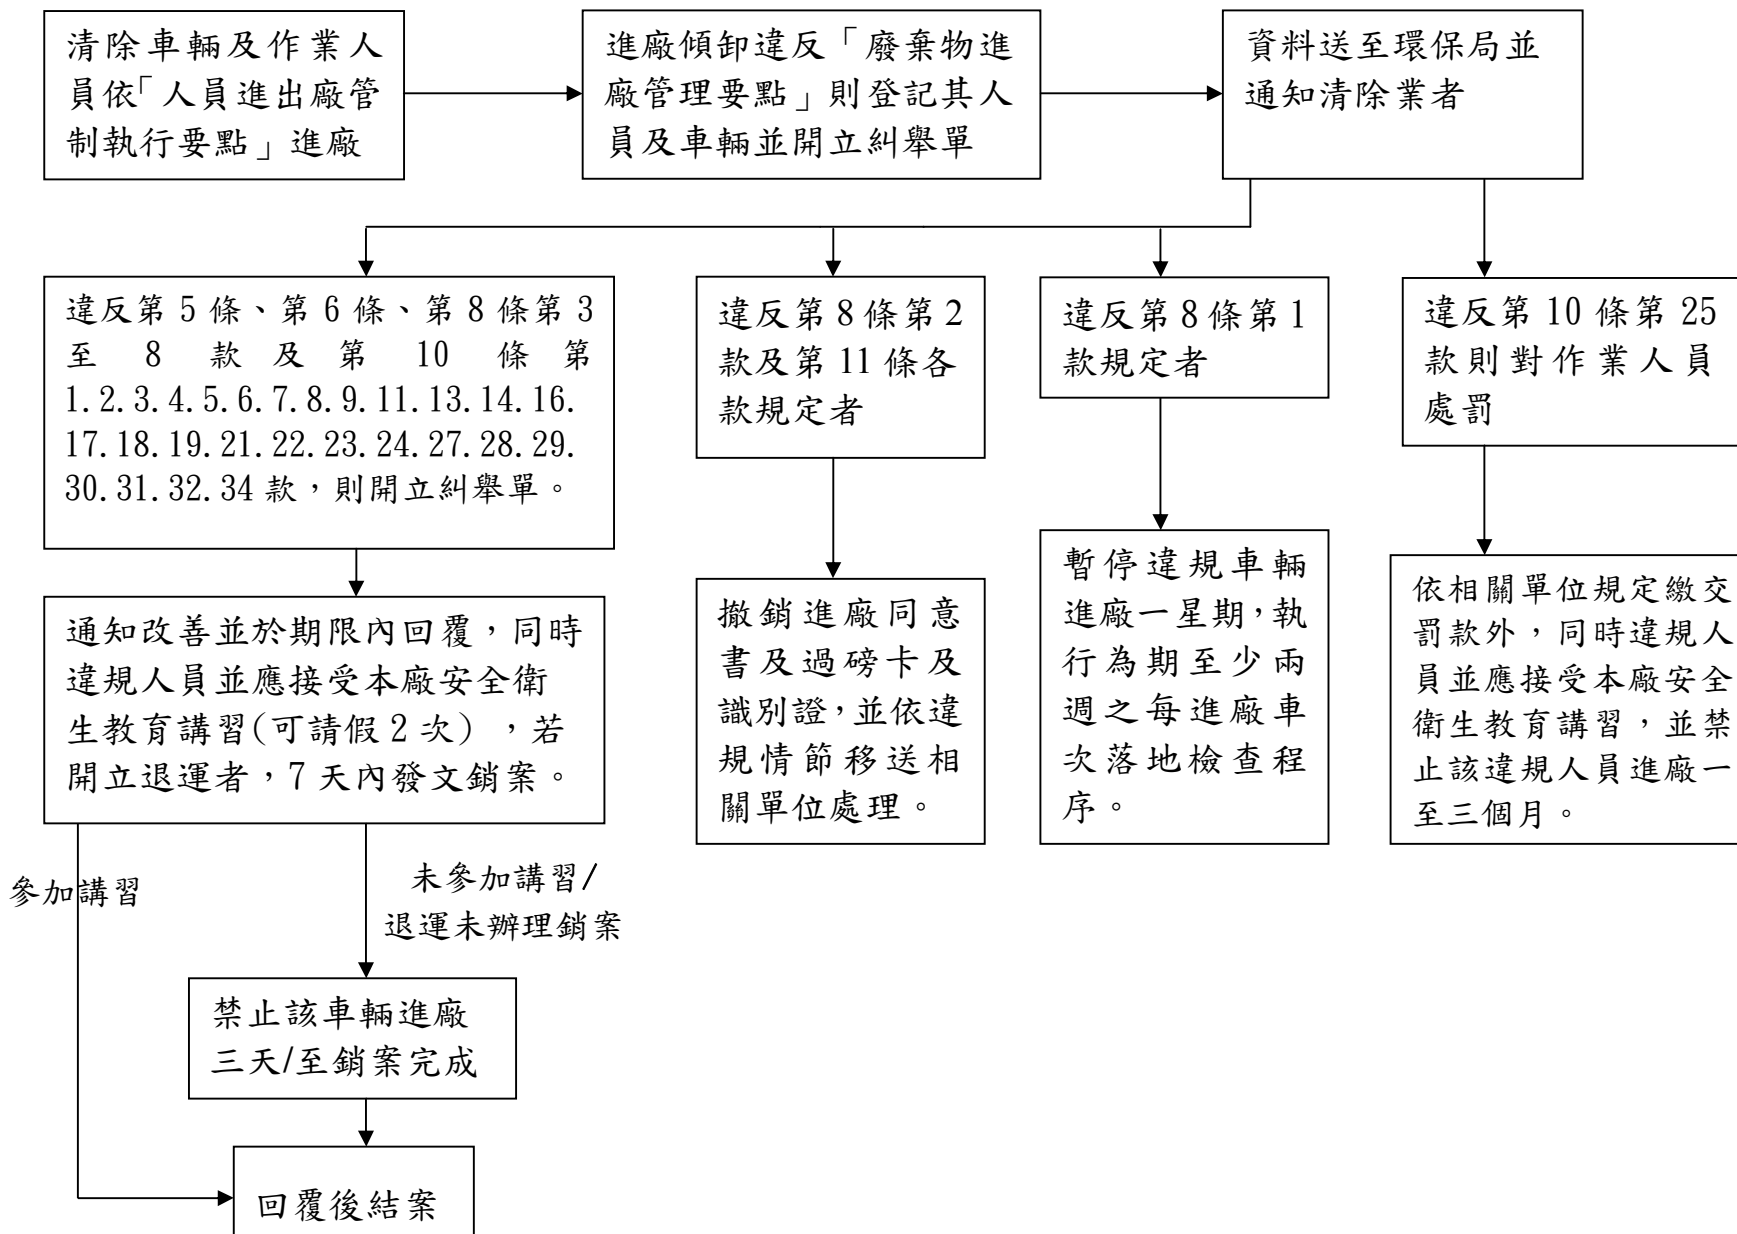 清除車輛及作業人
員依「人員進出廠管
制執行要點」進廠
進廠傾卸違反「廢棄物進
廠管理要點」則登記其人
員及車輛並開立糾舉單
資料送至環保局並
通知清除業者
違反第 5 條、第 6 條、第 8 條第 3
至 8 款及第 10 條第
1.2.3.4.5.6.7.8.9.11.13.14.16.
17.18.19.21.22.23.24.27.28.29.
30.31.32.34 款，則開立糾舉單。
違反第 8 條第 2
款及第 11 條各
款規定者
違反第 8 條第 1
款規定者
違反第 10 條第 25
款則對作業人員
處罰
通知改善並於期限內回覆，同時
違規人員並應接受本廠安全衛
生教育講習(可請假 2 次) ，若
開立退運者，7 天內發文銷案。
撤銷進廠同意
書及過磅卡及
識別證，並依違
規情節移送相
關單位處理。
暫停違規車輛
進廠一星期，執
行為期至少兩
週之每進廠車
次落地檢查程
序。
依相關單位規定繳交
罰款外，同時違規人
員並應接受本廠安全
衛生教育講習，並禁
止該違規人員進廠一
至三個月。
參加講習
未參加講習/
退運未辦理銷案
禁止該車輛進廠
三天/至銷案完成
回覆後結案